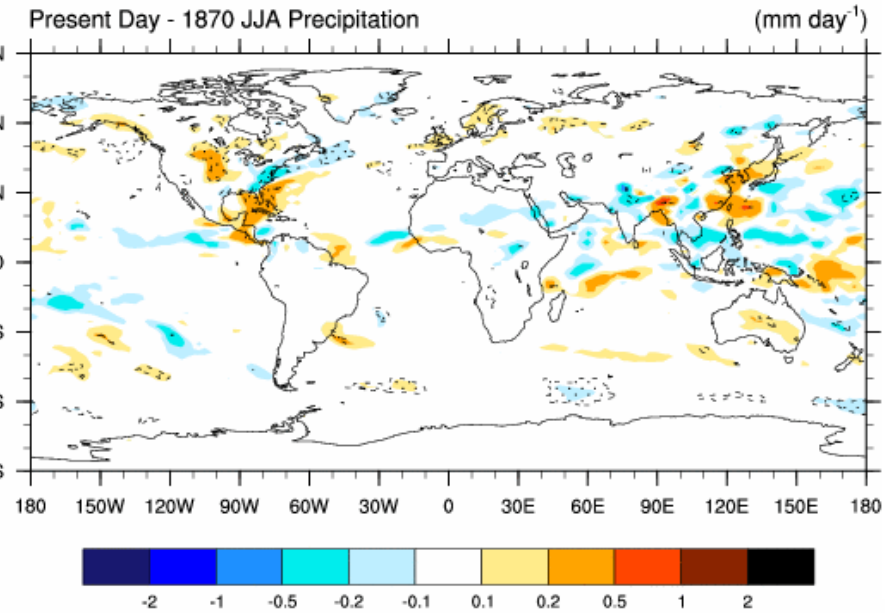 Present Day - 1870 JJA Precipitation (mm day⁻¹)
N
N
N
0
S
S
S
180 150W 120W 90W 60W 30W 0 30E 60E 90E 120E 150E 180
-2 -1 -0.5 -0.2 -0.1 0.1 0.2 0.5 1 2